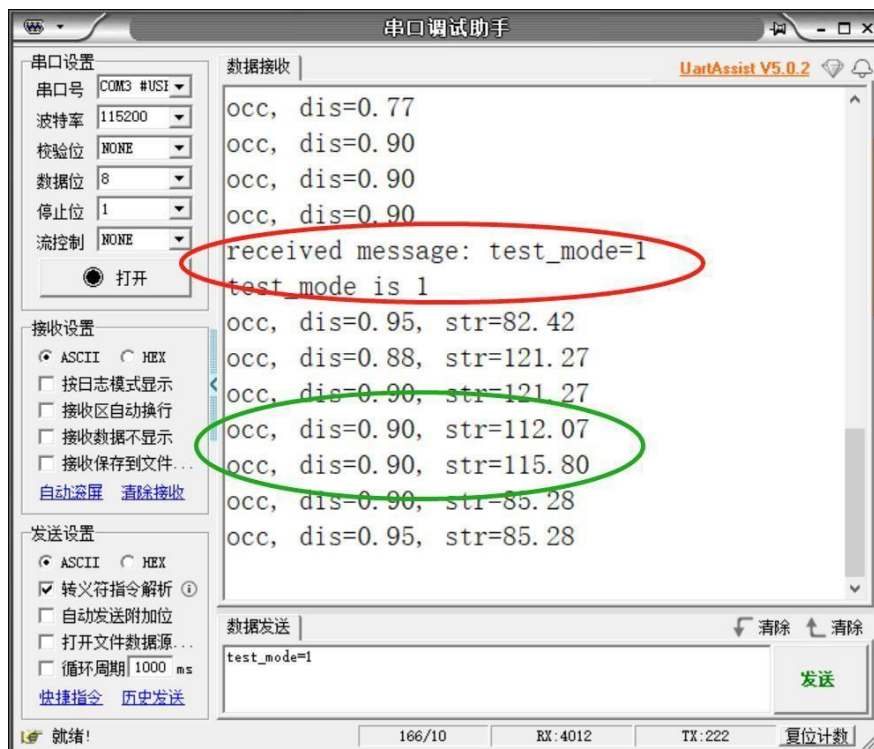 串口调试助手
串口设置
串口号 COM3 #USI
波特率 115200
校验位 NONE
数据位 8
停止位 1
流控制 NONE
打开
接收设置
ASCII HEX
按日志模式显示
接收区自动换行
接收数据不显示
接收保存到文件...
自动滚屏 清除接收
发送设置
ASCII HEX
转义符指令解析
自动发送附加位
打开文件数据源...
循环周期 1000 ms
快捷指令 历史发送
数据接收 UartAssist V5.0.2
occ, dis=0.77
occ, dis=0.90
occ, dis=0.90
occ, dis=0.90
received message: test_mode=1
test_mode is 1
occ, dis=0.95, str=82.42
occ, dis=0.88, str=121.27
occ, dis=0.90, str=121.27
occ, dis=0.90, str=112.07
occ, dis=0.90, str=115.80
occ, dis=0.90, str=85.28
occ, dis=0.95, str=85.28
数据发送 清除 清除
test_mode=1
发送
就绪! 166/10 RX:4012 TX:222 复位计数